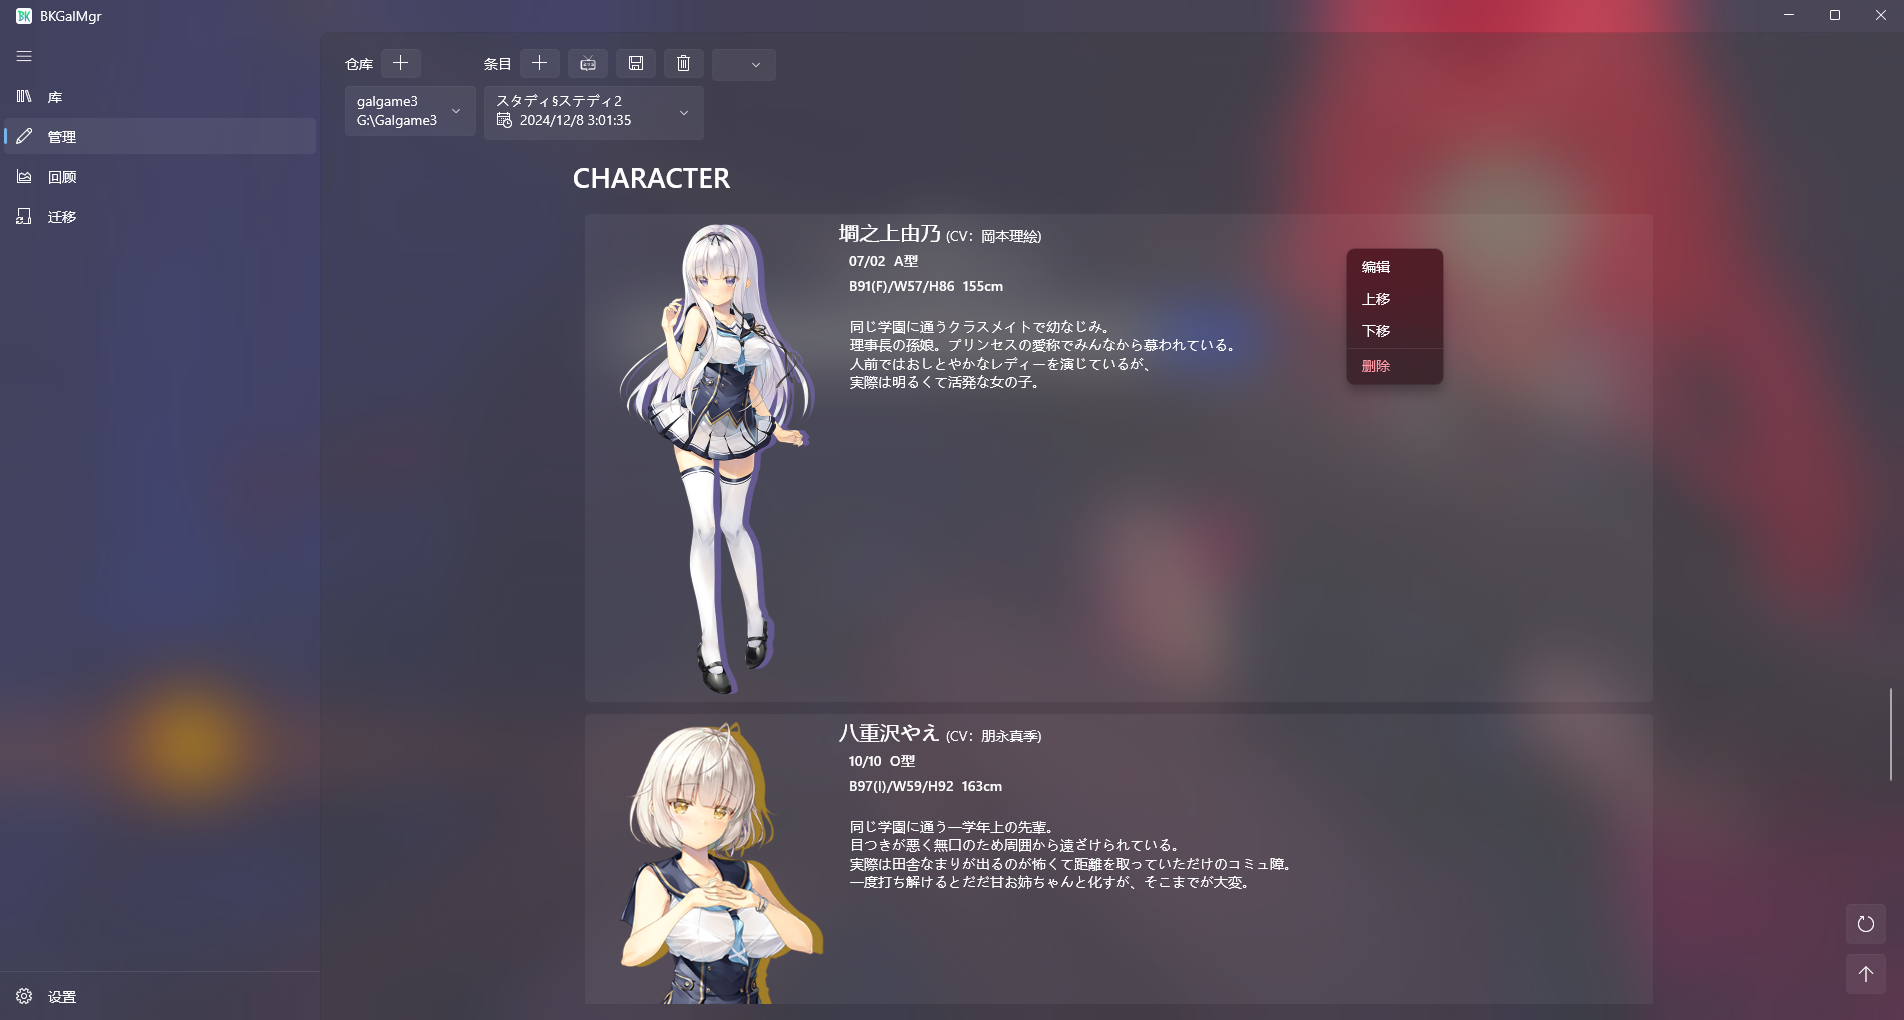 BKGalMgr
库
管理
回顾
迁移
设置
仓库
条目
galgame3
G:\Galgame3
スタディ§ステディ2
2024/12/8 3:01:35
CHARACTER
墹之上由乃 (CV：岡本理絵)
07/02 A型
B91(F)/W57/H86 155cm
同じ学園に通うクラスメイトで幼なじみ。
理事長の孫娘。プリンセスの愛称でみんなから慕われている。
人前ではおしとやかなレディーを演じているが、
実際は明るくて活発な女の子。
编辑
上移
下移
删除
八重沢やえ (CV：朋永真季)
10/10 O型
B97(I)/W59/H92 163cm
同じ学園に通う一学年上の先輩。
目つきが悪く無口のため周囲から遠ざけられている。
実際は田舎なまりが出るのが怖くて距離を取っていただけのコミュ障。
一度打ち解けるとだだ甘お姉ちゃんと化すが、そこまでが大変。